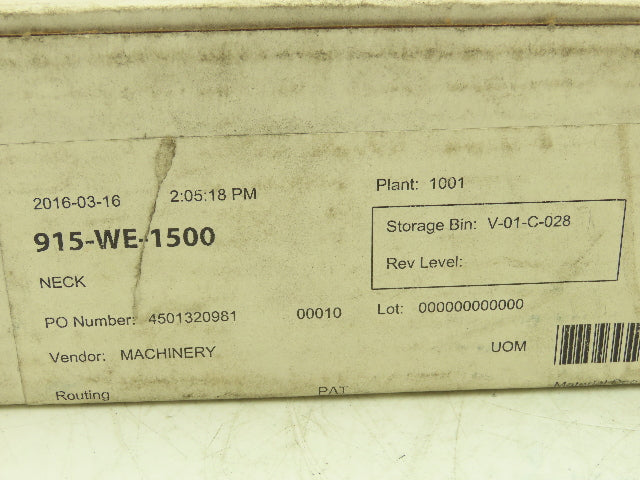 2016-03-16 2:05:18 PM Plant: 1001
915-WE-1500 Storage Bin: V-01-C-028
Rev Level:
NECK
PO Number: 4501320981 00010 Lot: 000000000000
Vendor: MACHINERY UOM
Routing PAT